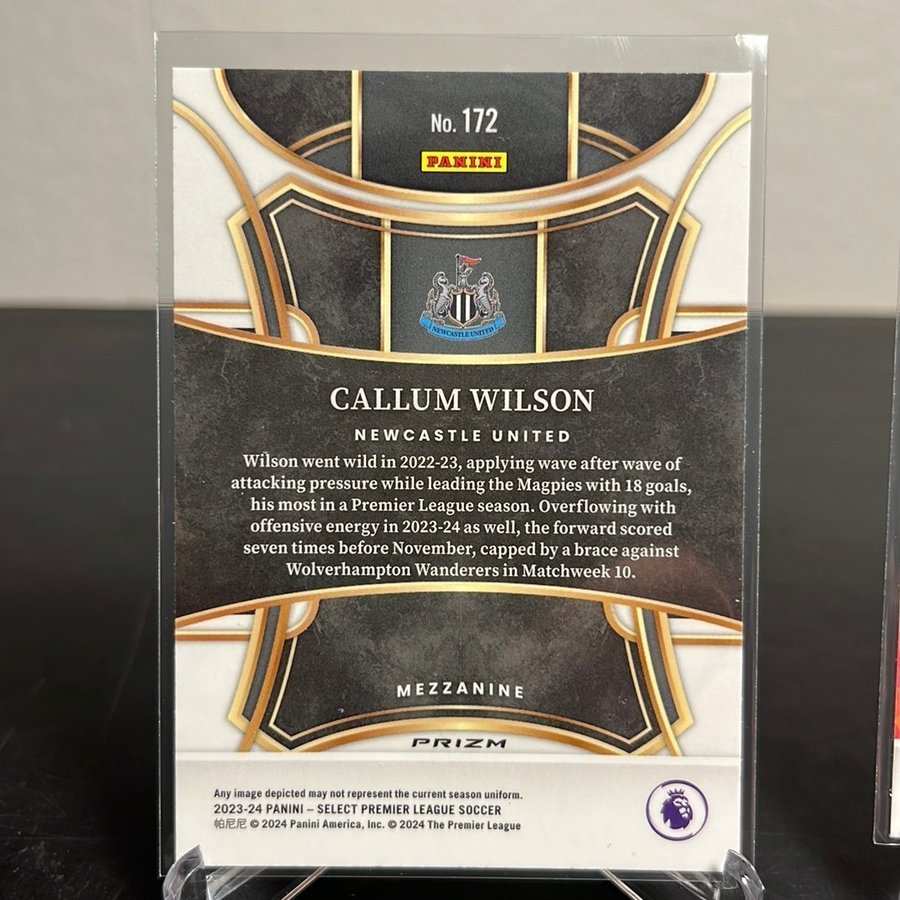 No. 172
PANINI
NEWCASTLE UNITED
CALLUM WILSON
NEWCASTLE UNITED
Wilson went wild in 2022-23, applying wave after wave of
attacking pressure while leading the Magpies with 18 goals,
his most in a Premier League season. Overflowing with
offensive energy in 2023-24 as well, the forward scored
seven times before November, capped by a brace against
Wolverhampton Wanderers in Matchweek 10.
MEZZANINE
PRIZM
Any image depicted may not represent the current season uniform.
2023-24 PANINI – SELECT PREMIER LEAGUE SOCCER
帕尼尼 © 2024 Panini America, Inc. © 2024 The Premier League